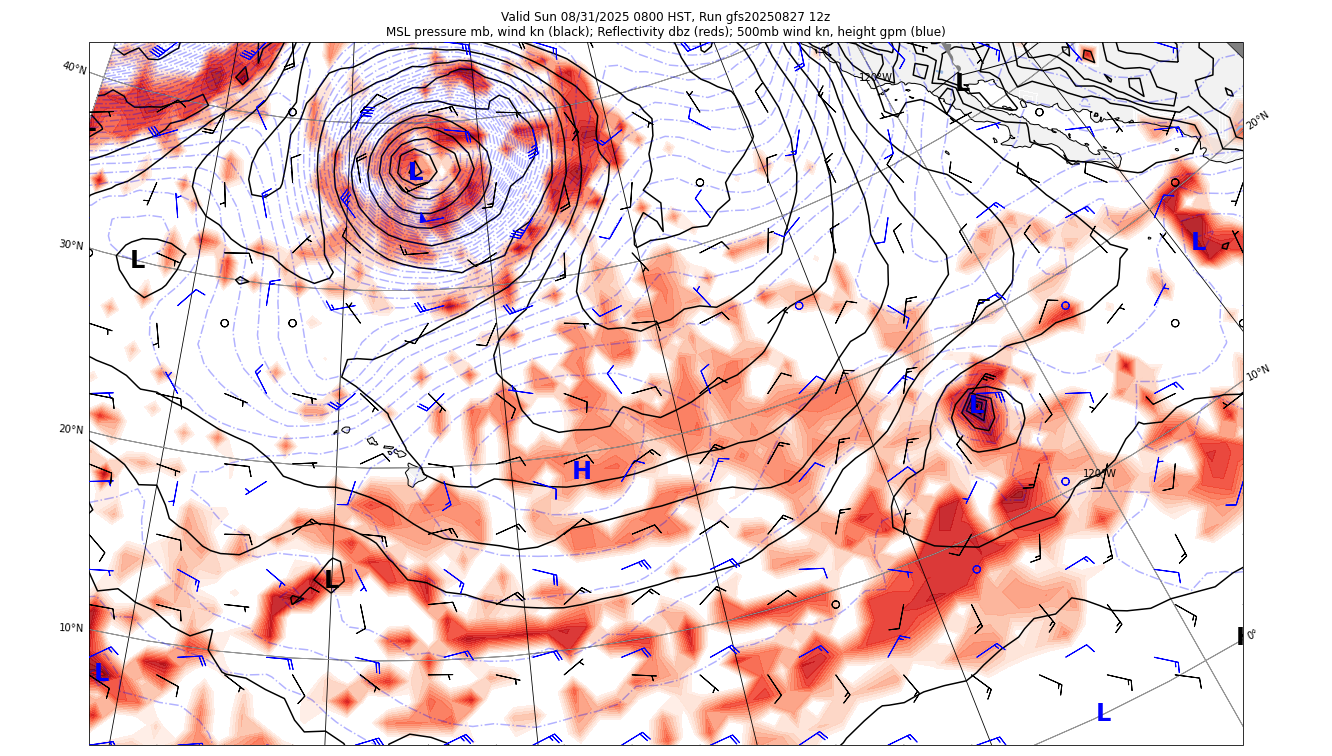 Valid Sun 08/31/2025 0800 HST, Run gfs20250827 12z
MSL pressure mb, wind kn (black); Reflectivity dbz (reds); 500mb wind kn, height gpm (blue)
40°N
120°W
L
20°N
L
L
30°N
L
L
10°N
L
20°N
H
120°W
L
10°N
0°
L
L